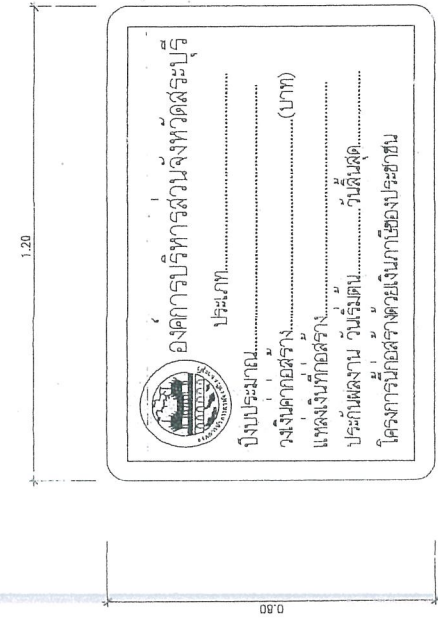 1.20
0.80
องค์การบริหารส่วนจังหวัดสระบุรี
ประเภท....................
ปีงบประมาณ....................
วงเงินค่าก่อสร้าง....................(บาท)
แหล่งเงินที่ก่อสร้าง....................
ประกันผลงาน วันเริ่มต้น.............วันสิ้นสุด.............
โครงการนี้ก่อสร้างด้วยเงินภาษีของประชาชน